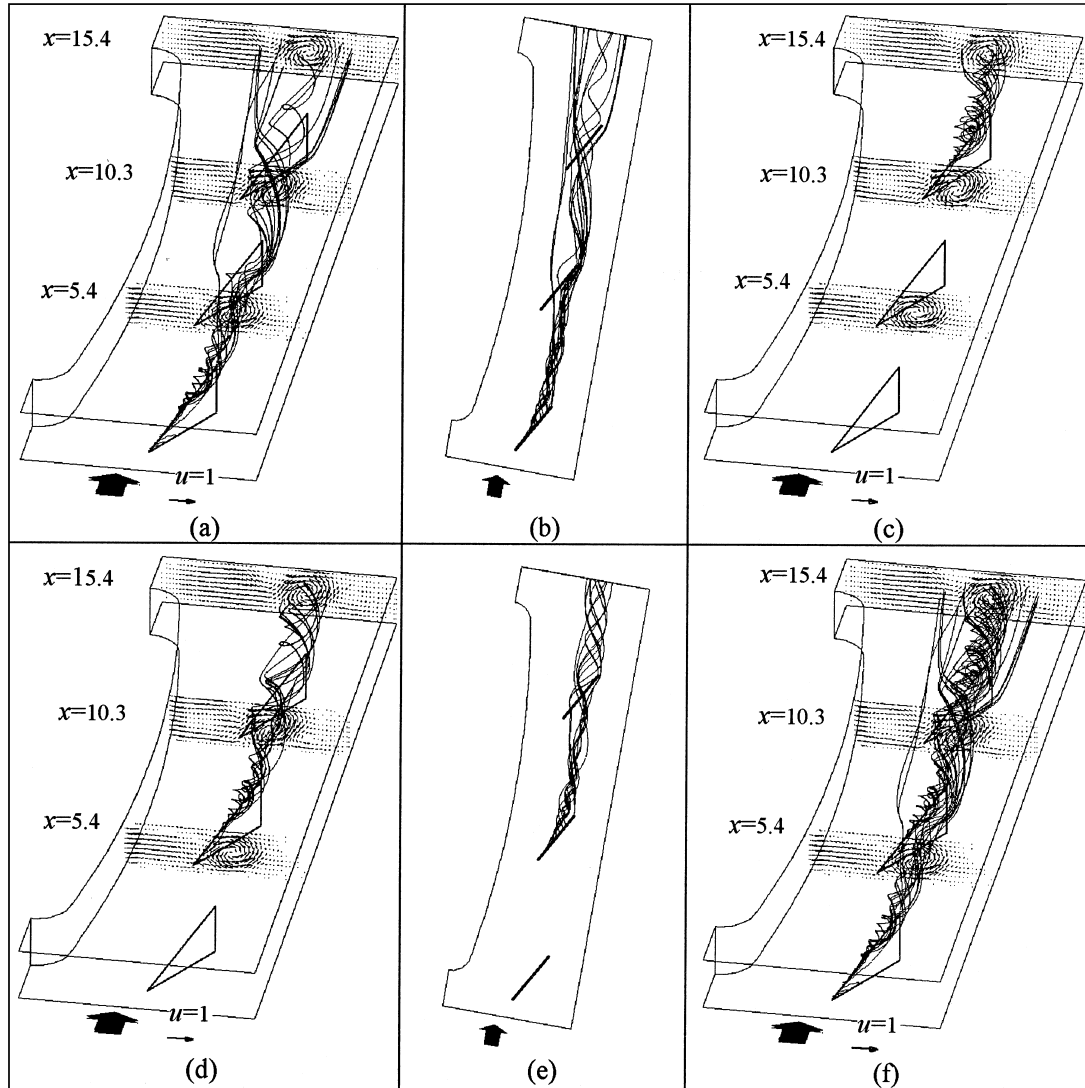 x=15.4
x=10.3
x=5.4
u=1
(a)
(b)
x=15.4
x=10.3
x=5.4
u=1
(c)
x=15.4
x=10.3
x=5.4
u=1
(d)
(e)
x=15.4
x=10.3
x=5.4
u=1
(f)